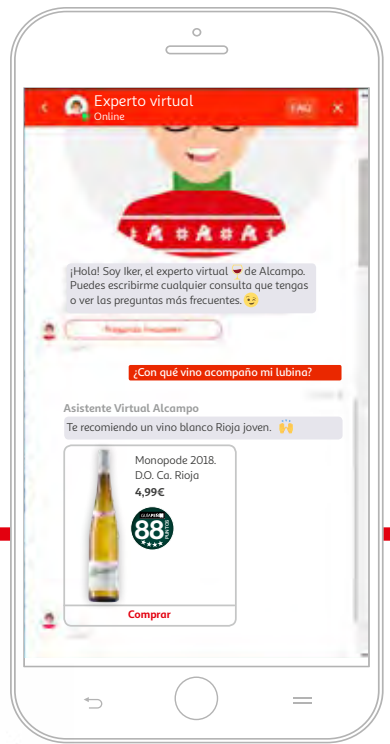 Experto virtual
Online
FAQ
¡Hola! Soy Iker, el experto virtual de Alcampo.
Puedes escribirme cualquier consulta que tengas
o ver las preguntas más frecuentes.
Preguntas frecuentes
¿Con qué vino acompaño mi lubina?
Asistente Virtual Alcampo
Te recomiendo un vino blanco Rioja joven.
Monopode 2018.
D.O. Ca. Rioja
4,99€
GUÍAPEÑÍN
88
PUNTOS
Comprar